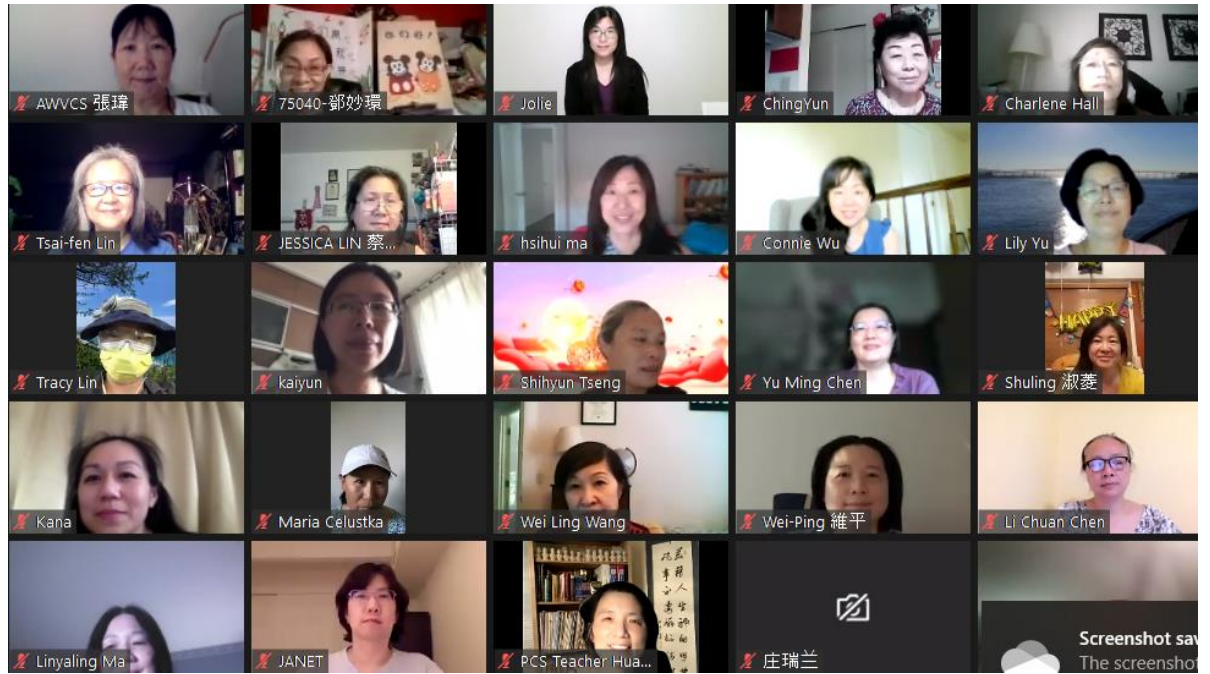 AWVCS 張瑋
75040-鄧妙環
你們好!
Jolie
ChingYun
Charlene Hall
Tsai-fen Lin
JESSICA LIN 蔡...
hsihui ma
Connie Wu
Lily Yu
Tracy Lin
kaiyun
Shihyun Tseng
Yu Ming Chen
HAPPY
Shuling 淑菱
Kana
Maria Celustka
Wei Ling Wang
Wei-Ping 維平
Li Chuan Chen
Linyaling Ma
JANET
PCS Teacher Hua...
庄瑞兰
Screenshot sav
The screenshot